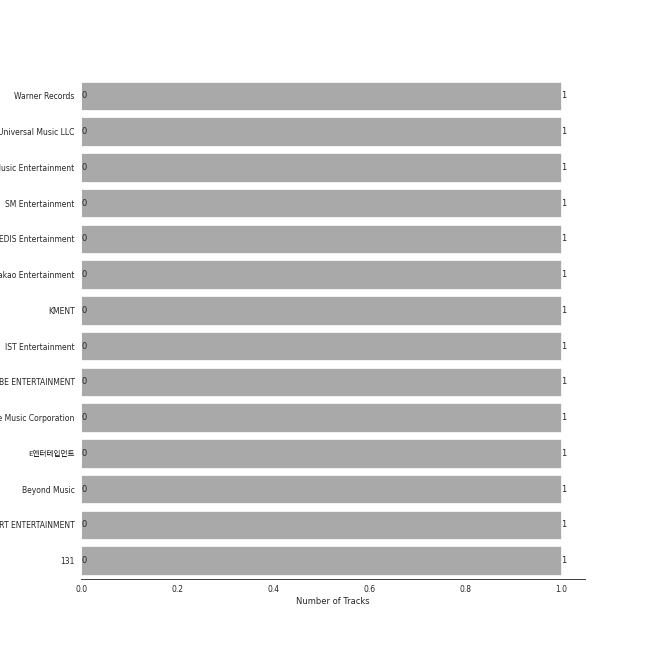 Warner Records 0 1
Universal Music LLC 0 1
usic Entertainment 0 1
SM Entertainment 0 1
EDIS Entertainment 0 1
akao Entertainment 0 1
KMENT 0 1
IST Entertainment 0 1
BE ENTERTAINMENT 0 1
e Music Corporation 0 1
E엔터테인먼트 0 1
Beyond Music 0 1
RT ENTERTAINMENT 0 1
131 0 1
0.0 0.2 0.4 0.6 0.8 1.0
Number of Tracks